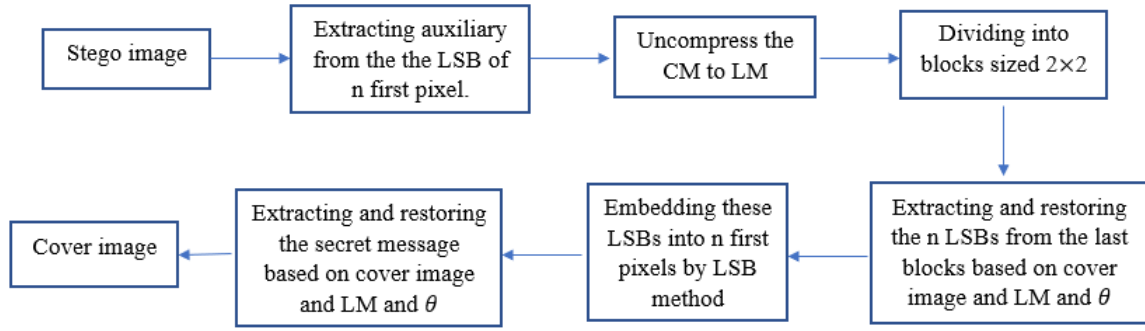 Stego image
Extracting auxiliary
from the the LSB of
n first pixel.
Uncompress the
CM to LM
Dividing into
blocks sized 2×2
Extracting and restoring
the n LSBs from the last
blocks based on cover
image and LM and θ
Embedding these
LSBs into n first
pixels by LSB
method
Extracting and restoring
the secret message
based on cover image
and LM and θ
Cover image